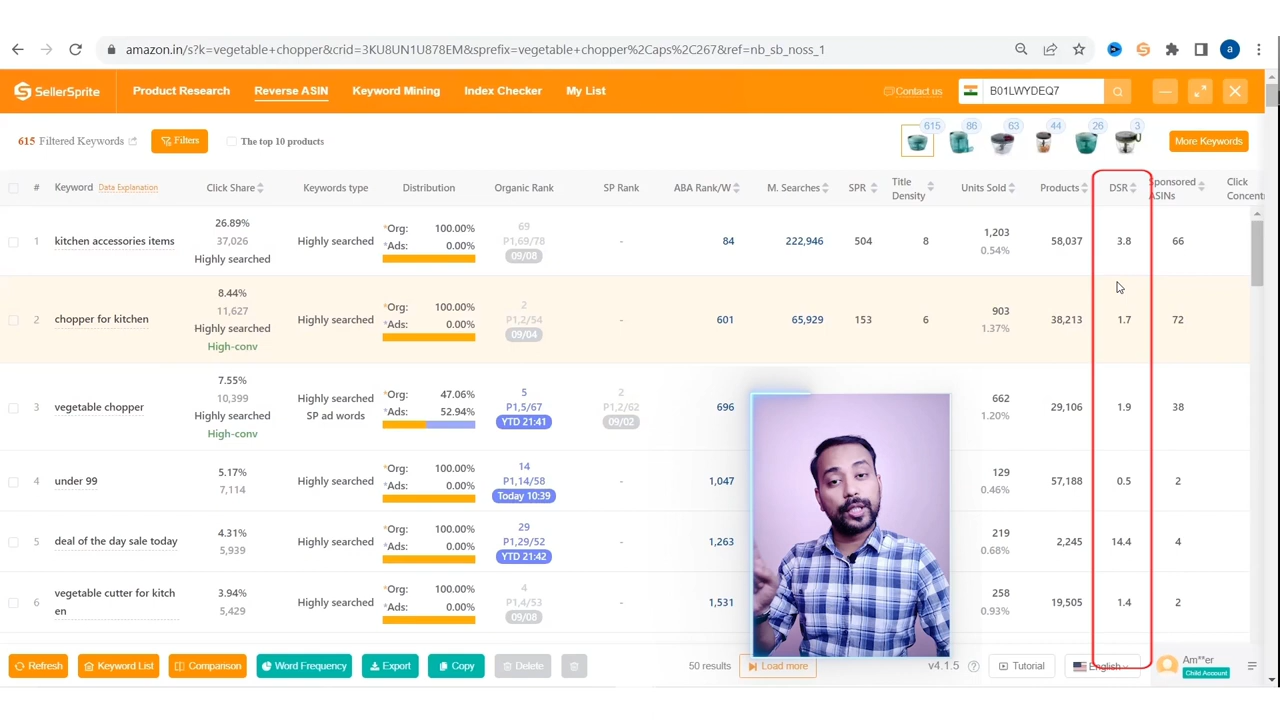 amazon.in/s?k=vegetable+chopper&crid=3KU8UN1U878EM&sprefix=vegetable+chopper%2Caps%2C267&ref=nb_sb_noss_1
a
SellerSprite
Product Research
Reverse ASIN
Keyword Mining
Index Checker
My List
Contact us
B01LWYDEQ7
615 Filtered Keywords
Filters
The top 10 products
615
86
63
44
26
3
More Keywords
# Keyword Data Explanation Click Share Keywords type Distribution Organic Rank SP Rank ABA Rank/W M. Searches SPR Title Density Units Sold Products DSR Sponsored ASINs Click
26.89%
37,026
Highly searched
1 kitchen accessories items
Highly searched
*Org: 100.00%
*Ads: 0.00%
69
P1,69/78
09/08
- 84 222,946 504 8
1,203
0.54%
58,037 3.8 66
8.44%
11,627
Highly searched
High-conv
2 chopper for kitchen
Highly searched
*Org: 100.00%
*Ads: 0.00%
2
P1,2/54
09/04
- 601 65,929 153 6
903
1.37%
38,213 1.7 72
7.55%
10,399
Highly searched
High-conv
3 vegetable chopper
Highly searched
SP ad words
*Org: 47.06%
*Ads: 52.94%
5
P1,5/67
YTD 21:41
2
P1,2/62
09/02
696
662
1.20%
29,106 1.9 38
5.17%
7,114
4 under 99
Highly searched
*Org: 100.00%
*Ads: 0.00%
14
P1,14/58
Today 10:39
- 1,047
129
0.46%
57,188 0.5 2
4.31%
5,939
5 deal of the day sale today
Highly searched
*Org: 100.00%
*Ads: 0.00%
29
P1,29/52
YTD 21:42
- 1,263
219
0.68%
2,245 14.4 4
3.94%
5,429
6 vegetable cutter for kitch
en
Highly searched
*Org: 100.00%
*Ads: 0.00%
4
P1,4/53
09/08
- 1,531
258
0.93%
19,505 1.4 2
Refresh
Keyword List
Comparison
Word Frequency
Export
Copy
Delete
50 results
Load more
v4.1.5
Tutorial
English
Am**er
Child Account